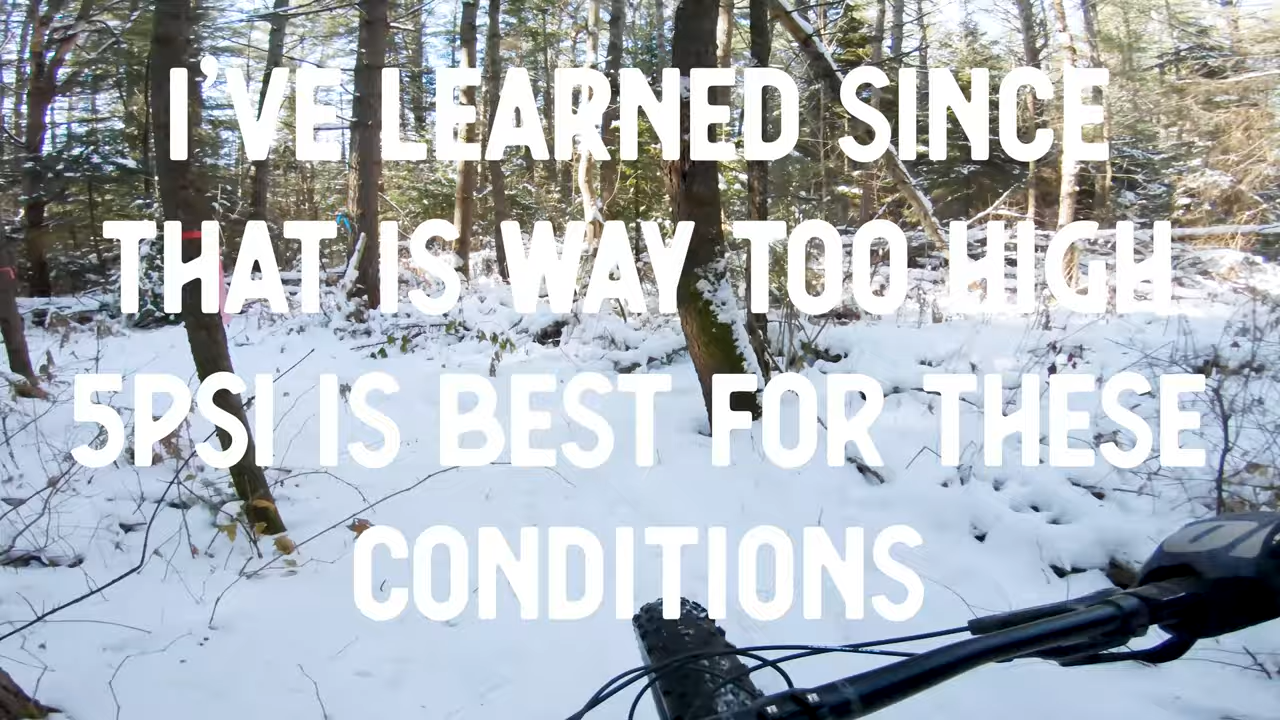 I'VE LEARNED SINCE
THAT IS WAY TOO HIGH
5PSI IS BEST FOR THESE
CONDITIONS